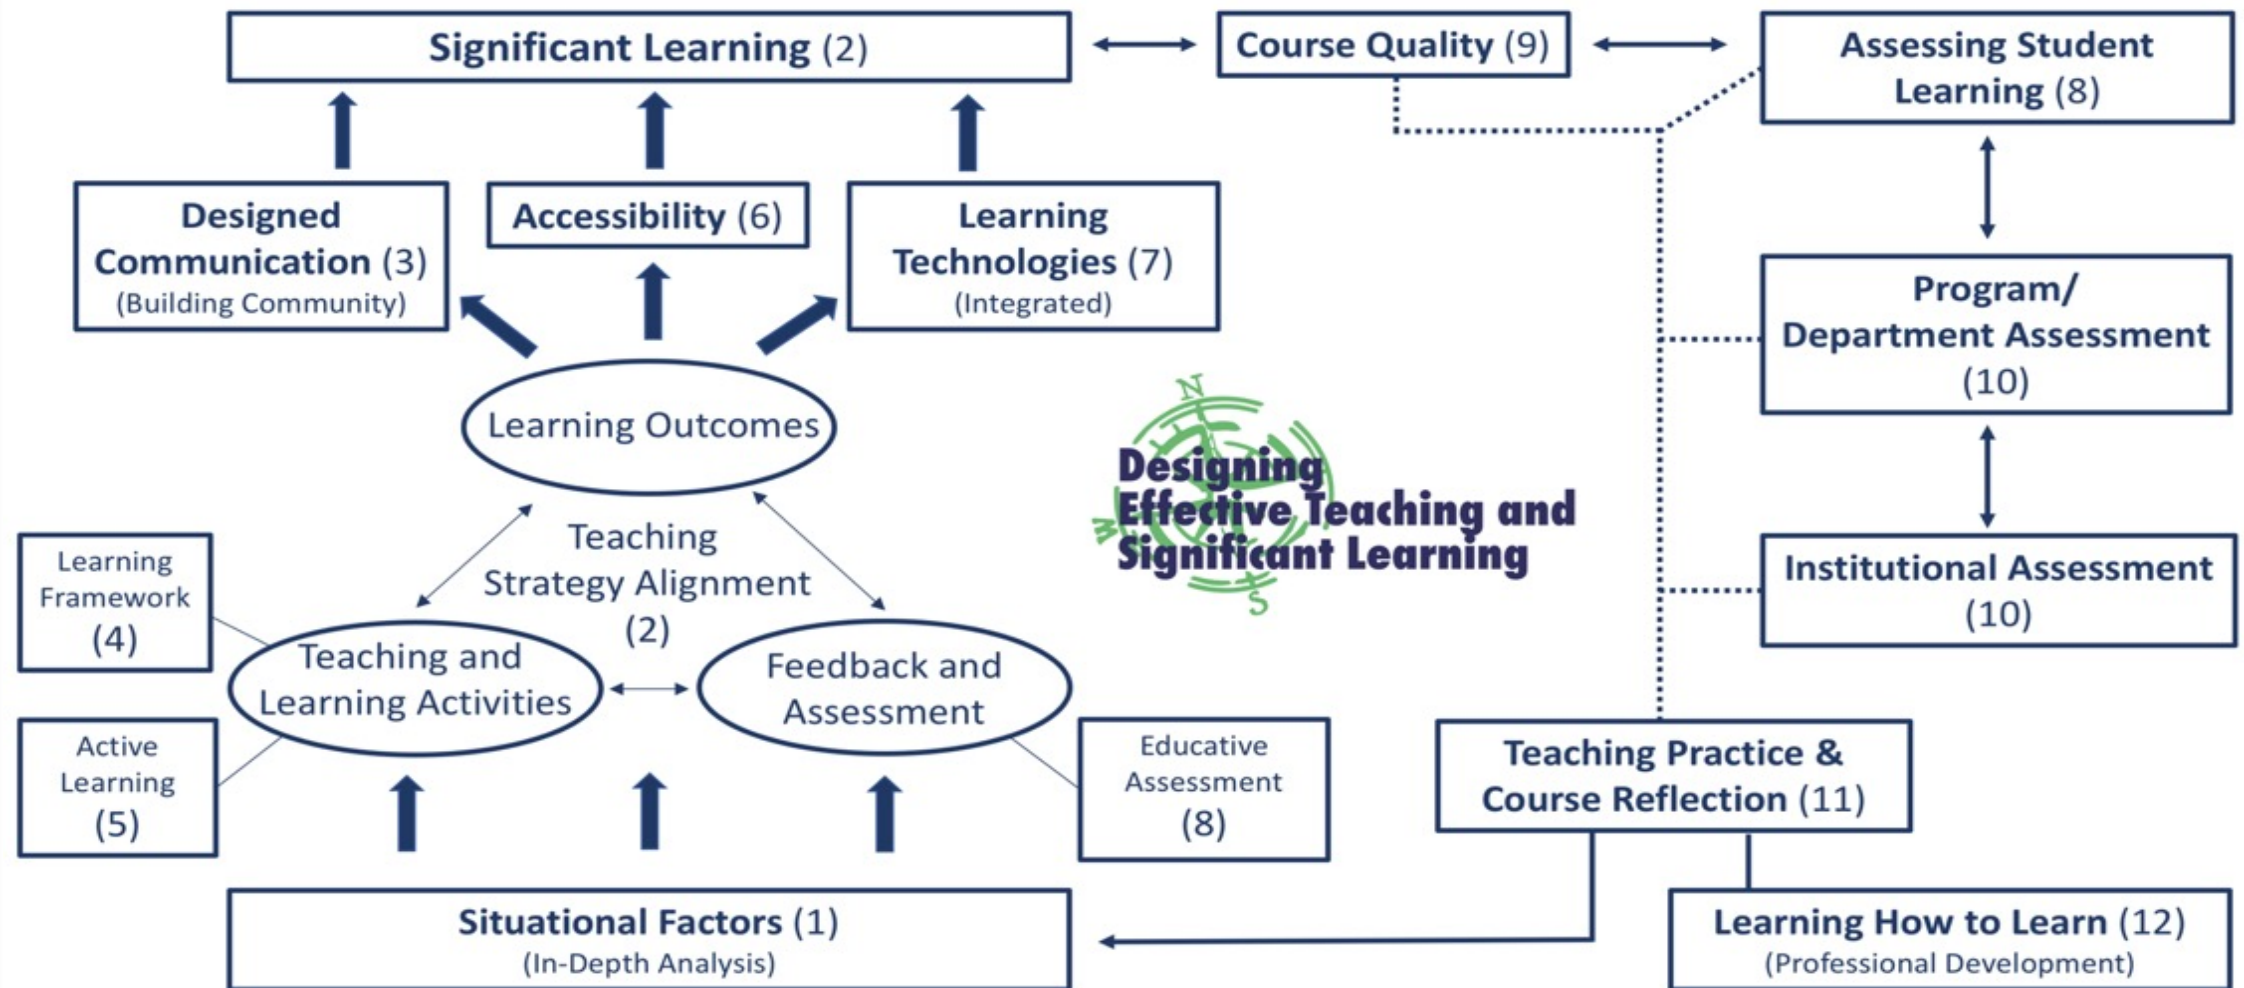 Significant Learning (2)
Course Quality (9)
Assessing Student
Learning (8)
Designed
Communication (3)
(Building Community)
Accessibility (6)
Learning
Technologies (7)
(Integrated)
Program/
Department Assessment
(10)
Learning Outcomes
N
Designing
Effective Teaching and
Significant Learning
W
S
Teaching
Strategy Alignment
(2)
Learning
Framework
(4)
Institutional Assessment
(10)
Teaching and
Learning Activities
Feedback and
Assessment
Active
Learning
(5)
Educative
Assessment
(8)
Teaching Practice &
Course Reflection (11)
Situational Factors (1)
(In-Depth Analysis)
Learning How to Learn (12)
(Professional Development)